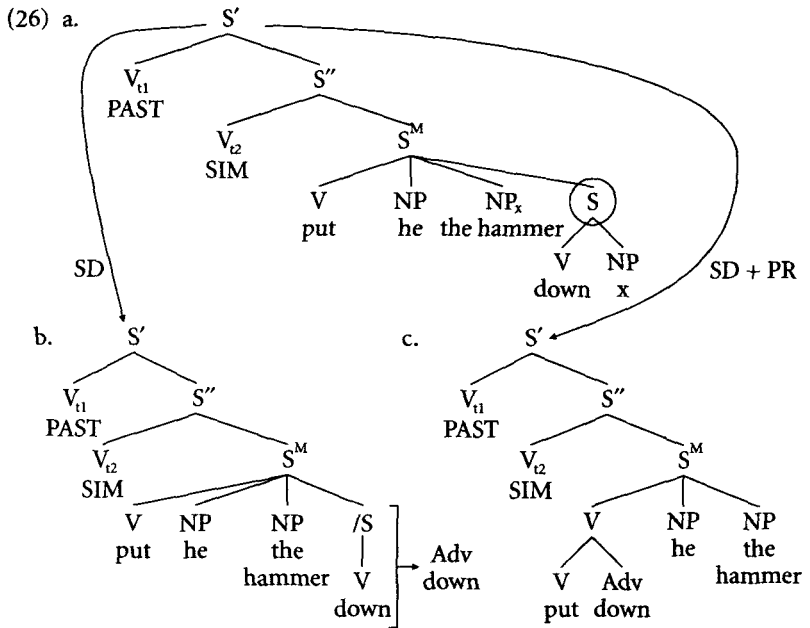 (26) a. S′
V_t1 S″
PAST
V_t2 S^M
SIM
V NP NP_x S
put he the hammer
V NP
down x
SD SD + PR
b. S′ c. S′
V_t1 S″ V_t1 S″
PAST PAST
V_t2 S^M V_t2 S^M
SIM SIM
V NP NP /S V NP NP
put he the he the
hammer V Adv hammer
down down V Adv
put down